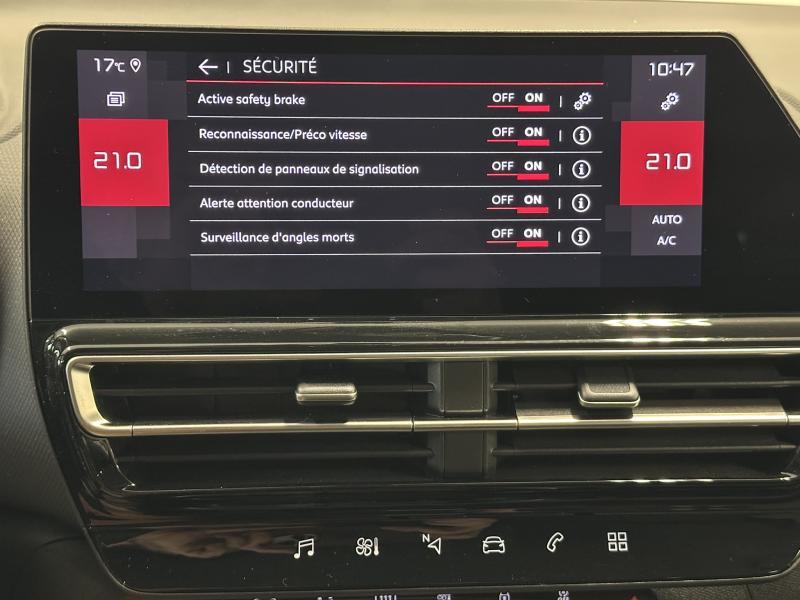 17°C
← | SÉCURITÉ
10:47
Active safety brake OFF ON
21.0
Reconnaissance/Préco vitesse OFF ON
21.0
Détection de panneaux de signalisation OFF ON
Alerte attention conducteur OFF ON
AUTO
Surveillance d'angles morts OFF ON
A/C
N